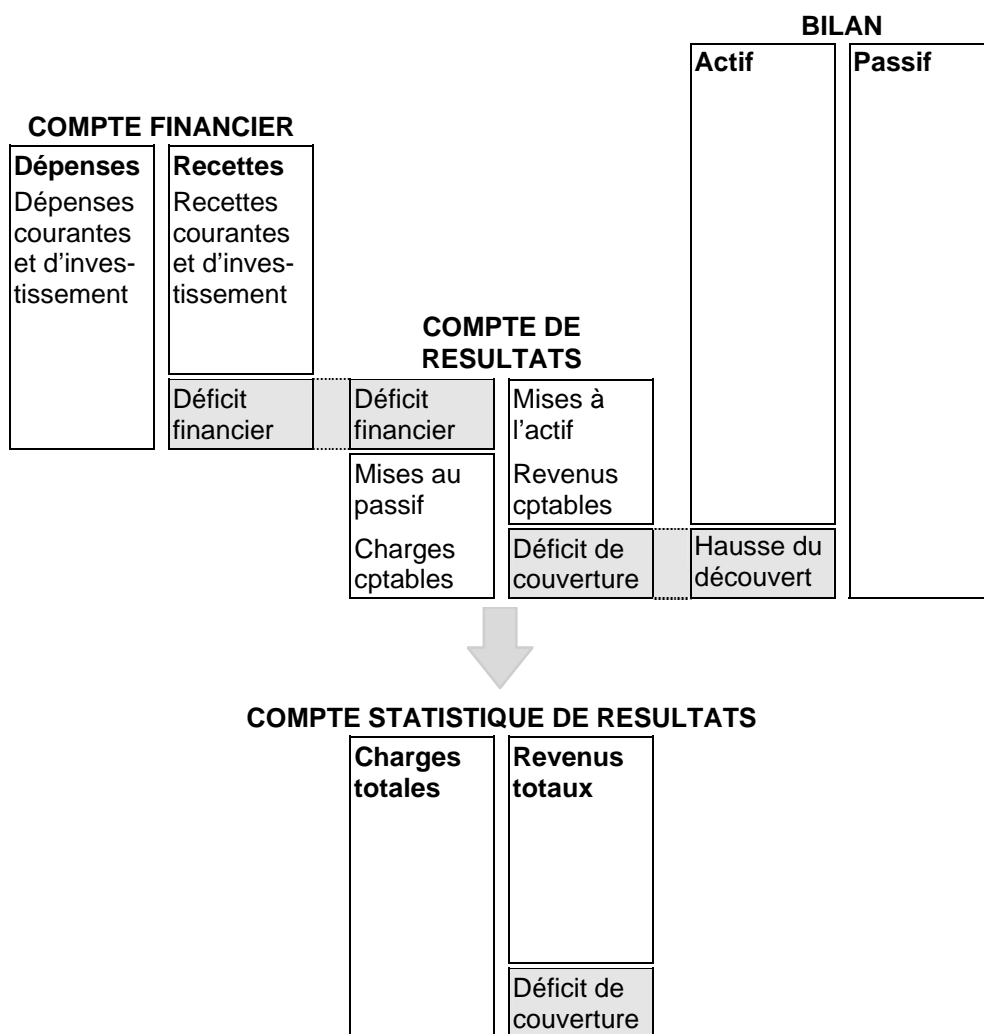 BILAN
Actif
Passif
COMPTE FINANCIER
Dépenses
Dépenses
courantes
et d'inves-
tissement
Recettes
Recettes
courantes
et d'inves-
tissement
Déficit
financier
COMPTE DE
RESULTATS
Déficit
financier
Mises au
passif
Charges
cptables
Mises à
l’actif
Revenus
cptables
Déficit de
couverture
Hausse du
découvert
COMPTE STATISTIQUE DE RESULTATS
Charges
totales
Revenus
totaux
Déficit de
couverture